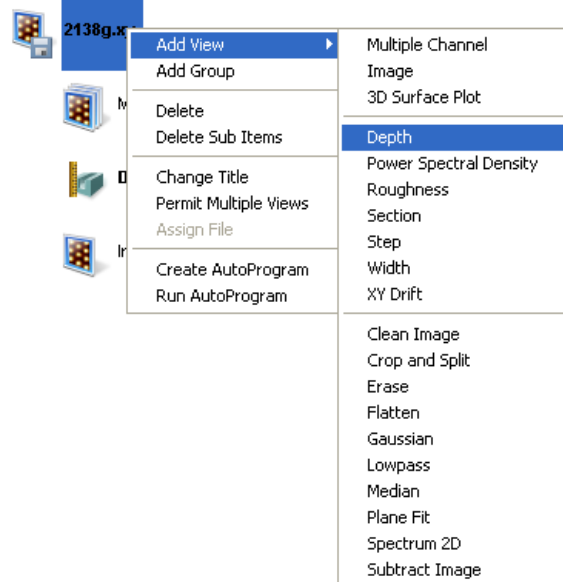 2138g.xy
Add View
Add Group
Delete
Delete Sub Items
Change Title
Permit Multiple Views
Assign File
Create AutoProgram
Run AutoProgram
Multiple Channel
Image
3D Surface Plot
Depth
Power Spectral Density
Roughness
Section
Step
Width
XY Drift
Clean Image
Crop and Split
Erase
Flatten
Gaussian
Lowpass
Median
Plane Fit
Spectrum 2D
Subtract Image